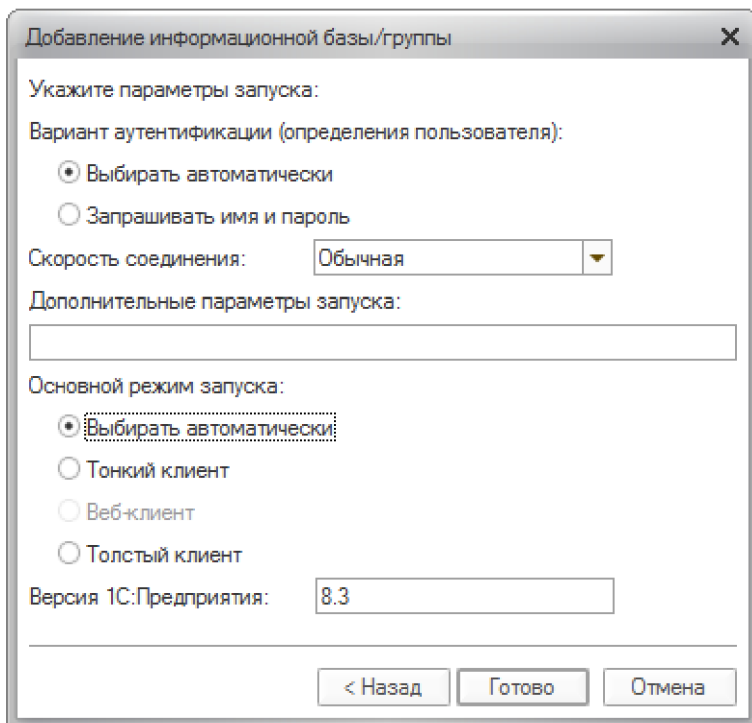 Добавление информационной базы/группы
Укажите параметры запуска:
Вариант аутентификации (определения пользователя):
Выбирать автоматически
Запрашивать имя и пароль
Скорость соединения: Обычная
Дополнительные параметры запуска:
Основной режим запуска:
Выбирать автоматически
Тонкий клиент
Веб-клиент
Толстый клиент
Версия 1С:Предприятия: 8.3
< Назад Готово Отмена